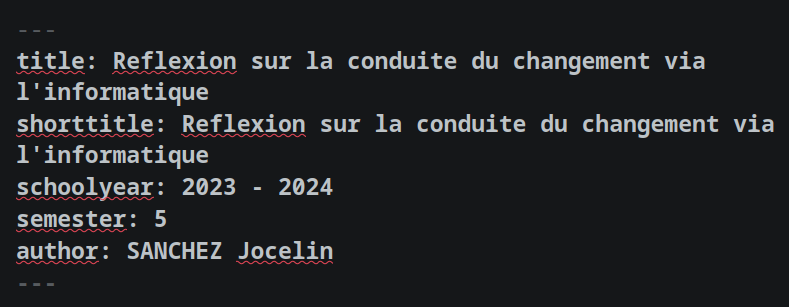 ---
title: Reflexion sur la conduite du changement via
l'informatique
shorttitle: Reflexion sur la conduite du changement via
l'informatique
schoolyear: 2023 - 2024
semester: 5
author: SANCHEZ Jocelin
---